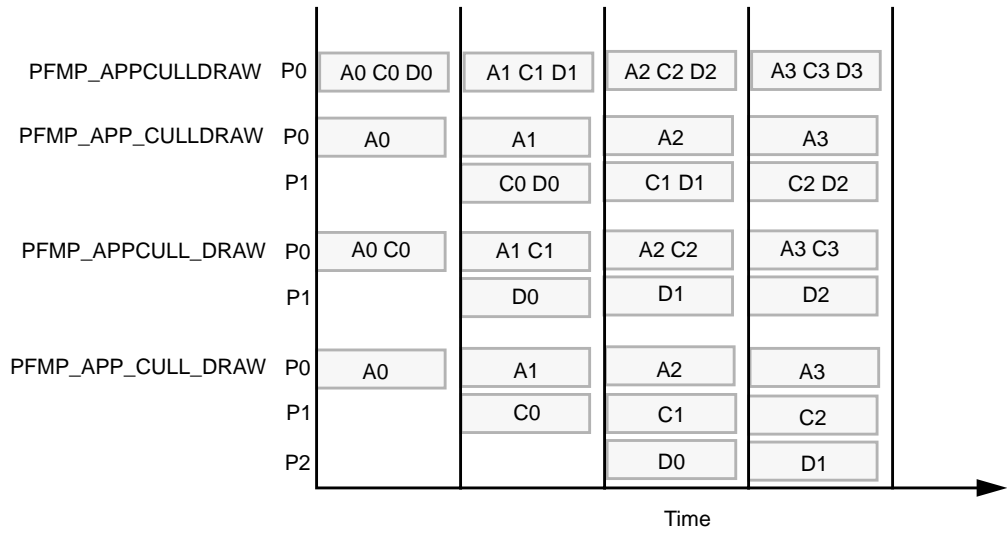 PFMP_APPCULLDRAW P0 A0 C0 D0 A1 C1 D1 A2 C2 D2 A3 C3 D3
PFMP_APP_CULLDRAW P0 A0 A1 A2 A3
P1 C0 D0 C1 D1 C2 D2
PFMP_APPCULL_DRAW P0 A0 C0 A1 C1 A2 C2 A3 C3
P1 D0 D1 D2
PFMP_APP_CULL_DRAW P0 A0 A1 A2 A3
P1 C0 C1 C2
P2 D0 D1
Time